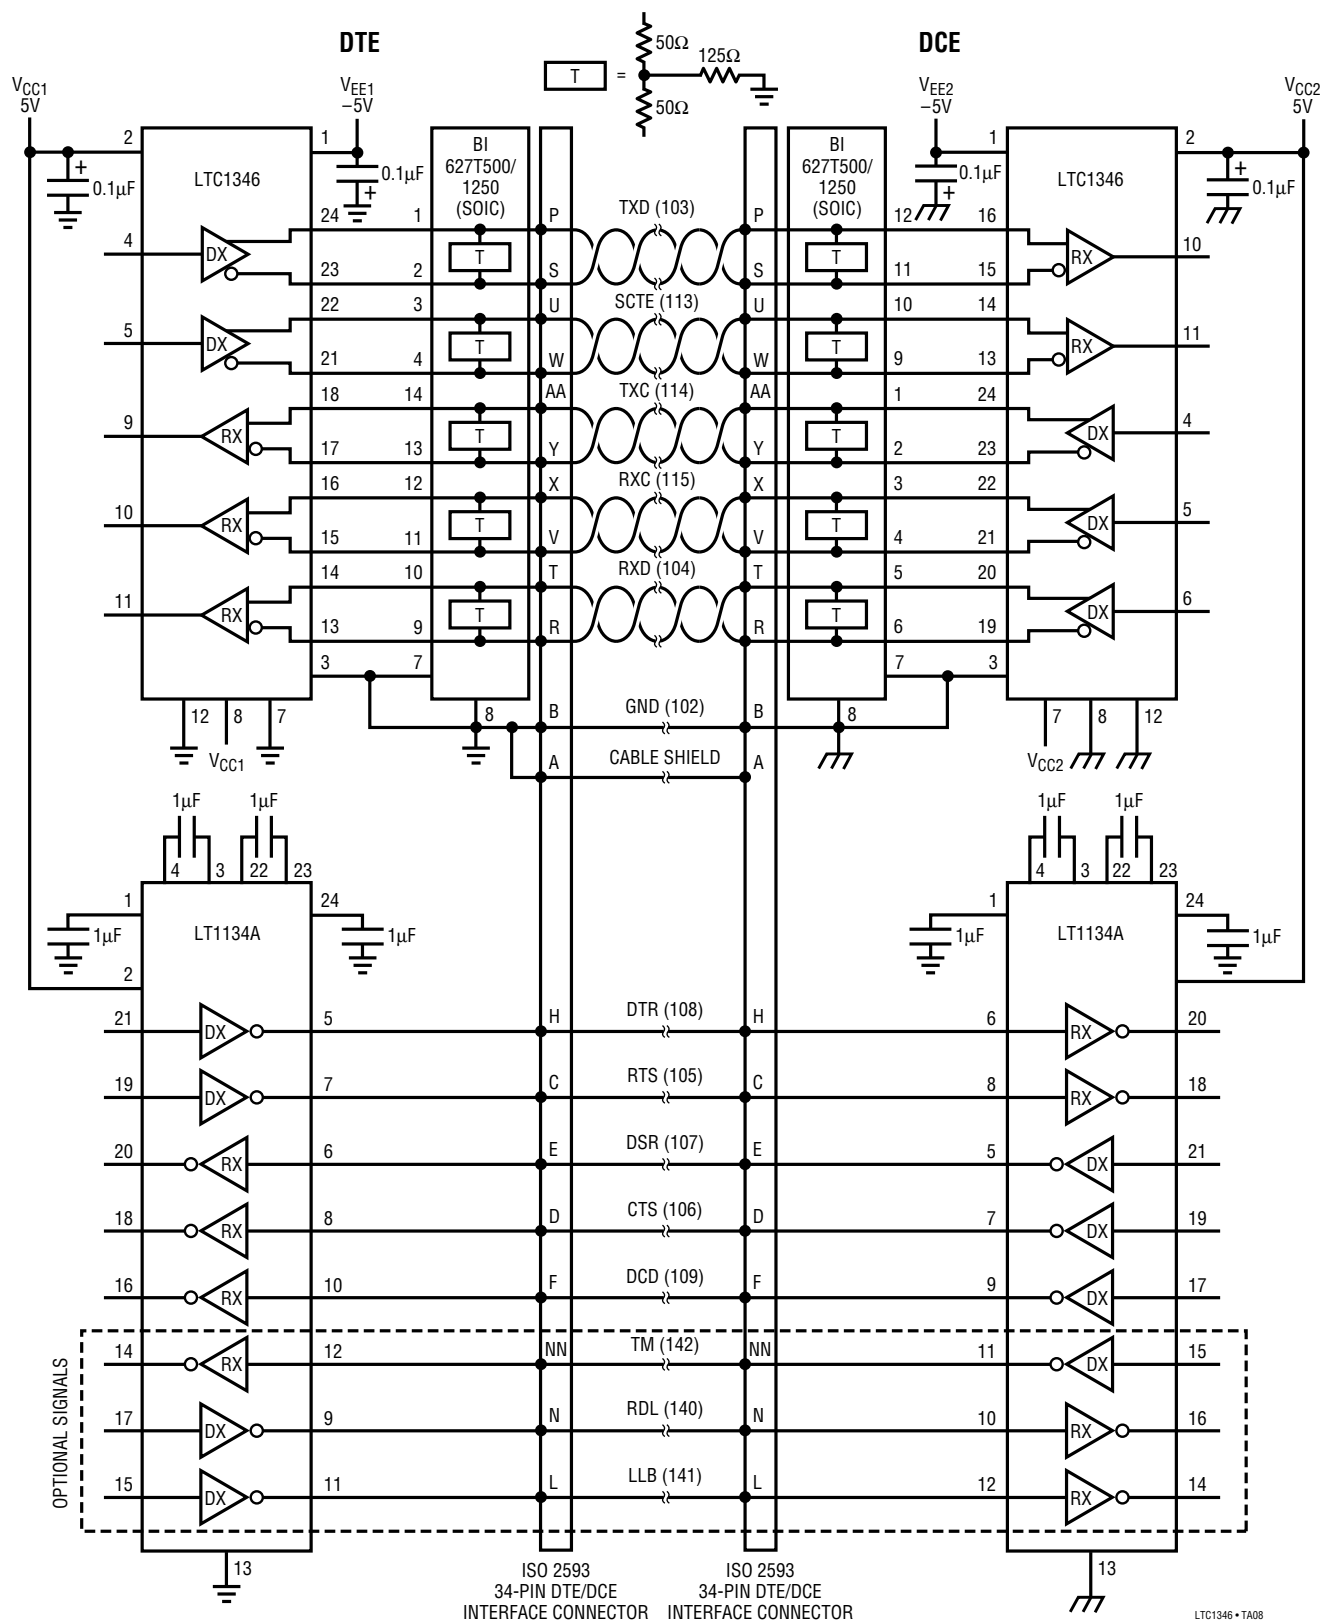 DTE
DCE
T
=
50Ω
125Ω
50Ω
VCC1
5V
VEE1
–5V
VEE2
–5V
VCC2
5V
2
1
1
2
0.1µF
+
LTC1346
0.1µF
+
BI
627T500/
1250
(SOIC)
BI
627T500/
1250
(SOIC)
0.1µF
+
LTC1346
+
0.1µF
4
DX
24
1
T
P
TXD (103)
P
T
12
16
RX
10
23
2
S
S
11
15
5
DX
22
3
T
U
SCTE (113)
U
T
10
14
RX
11
21
4
W
W
9
13
9
RX
18
14
T
AA
TXC (114)
AA
T
1
24
DX
4
17
13
Y
Y
2
23
10
RX
16
12
T
X
RXC (115)
X
T
3
22
DX
5
15
11
V
V
4
21
11
RX
14
10
T
T
RXD (104)
T
T
5
20
DX
6
13
9
R
R
6
19
3
7
7
3
12
8
7
VCC1
8
B
GND (102)
B
8
7
8
12
VCC2
A
CABLE SHIELD
A
1µF
1µF
1µF
1µF
4
3
22
23
4
3
22
23
1
24
1
24
1µF
LT1134A
1µF
1µF
LT1134A
1µF
2
21
DX
5
H
DTR (108)
H
6
RX
20
19
DX
7
C
RTS (105)
C
8
RX
18
20
RX
6
E
DSR (107)
E
5
DX
21
18
RX
8
D
CTS (106)
D
7
DX
19
16
RX
10
F
DCD (109)
F
9
DX
17
OPTIONAL SIGNALS
14
RX
12
NN
TM (142)
NN
11
DX
15
17
DX
9
N
RDL (140)
N
10
RX
16
15
DX
11
L
LLB (141)
L
12
RX
14
13
13
ISO 2593
34-PIN DTE/DCE
INTERFACE CONNECTOR
ISO 2593
34-PIN DTE/DCE
INTERFACE CONNECTOR
LTC1346 • TA08